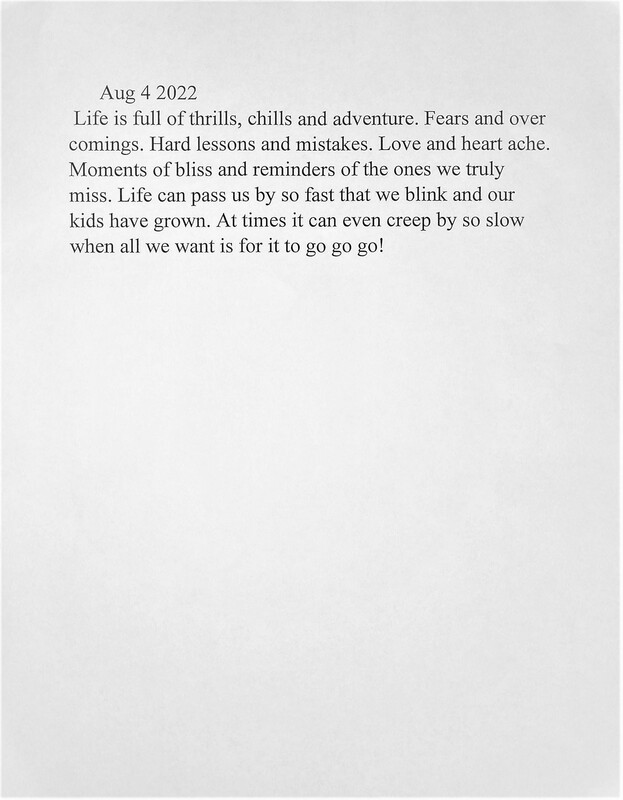 Aug 4 2022
Life is full of thrills, chills and adventure. Fears and over
comings. Hard lessons and mistakes. Love and heart ache.
Moments of bliss and reminders of the ones we truly
miss. Life can pass us by so fast that we blink and our
kids have grown. At times it can even creep by so slow
when all we want is for it to go go go!